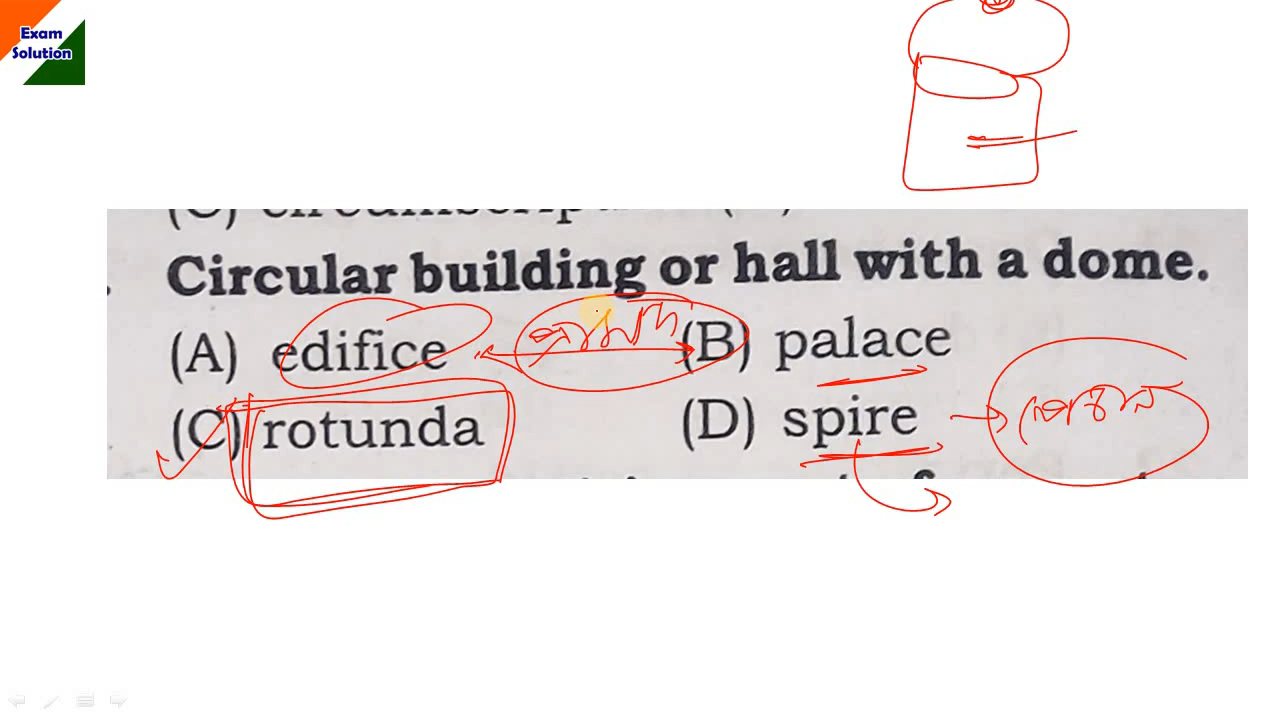 Exam
Solution
Circular building or hall with a dome.
(A) edifice
(B) palace
(C) rotunda
(D) spire